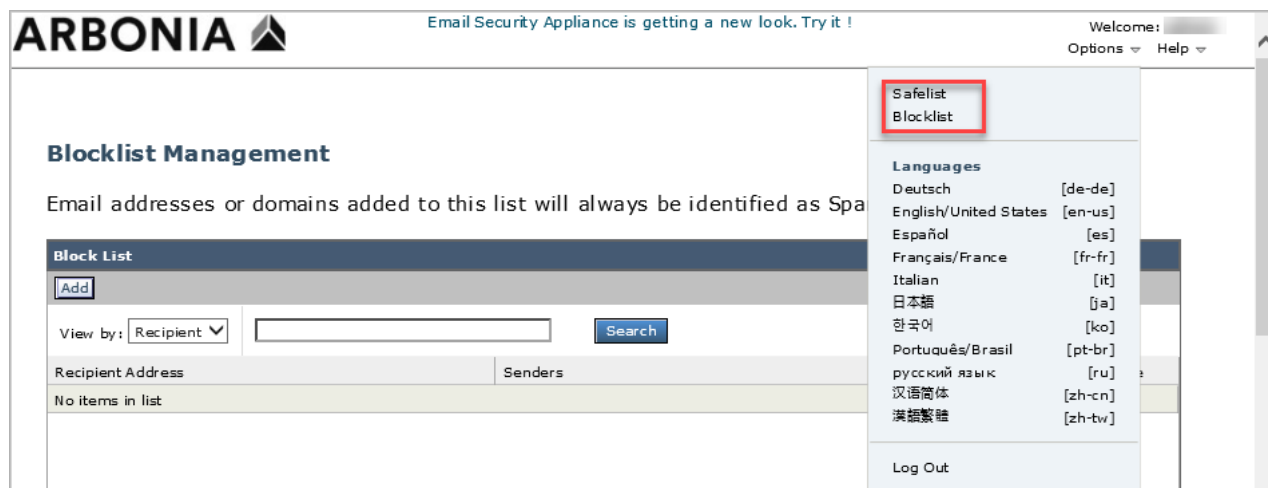 ARBONIA
Email Security Appliance is getting a new look. Try it !
Welcome:
Options Help
Safelist
Blocklist
Languages
Deutsch [de-de]
English/United States [en-us]
Español [es]
Français/France [fr-fr]
Italian [it]
日本語 [ja]
한국어 [ko]
Português/Brasil [pt-br]
русский язык [ru]
汉语简体 [zh-cn]
漢語繁體 [zh-tw]
Log Out
Blocklist Management
Email addresses or domains added to this list will always be identified as Spa
Block List
Add
View by: Recipient Search
Recipient Address Senders
No items in list